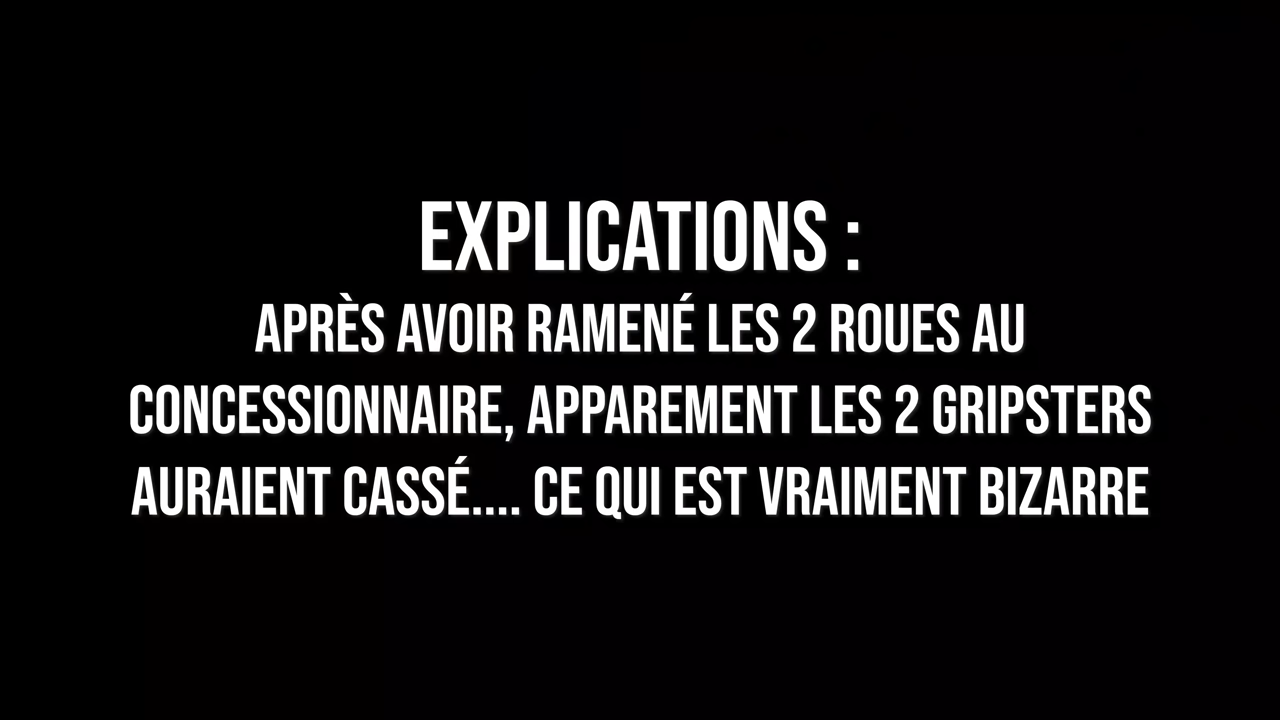 EXPLICATIONS :
APRÈS AVOIR RAMENÉ LES 2 ROUES AU
CONCESSIONNAIRE, APPAREMENT LES 2 GRIPSTERS
AURAIENT CASSÉ.... CE QUI EST VRAIMENT BIZARRE